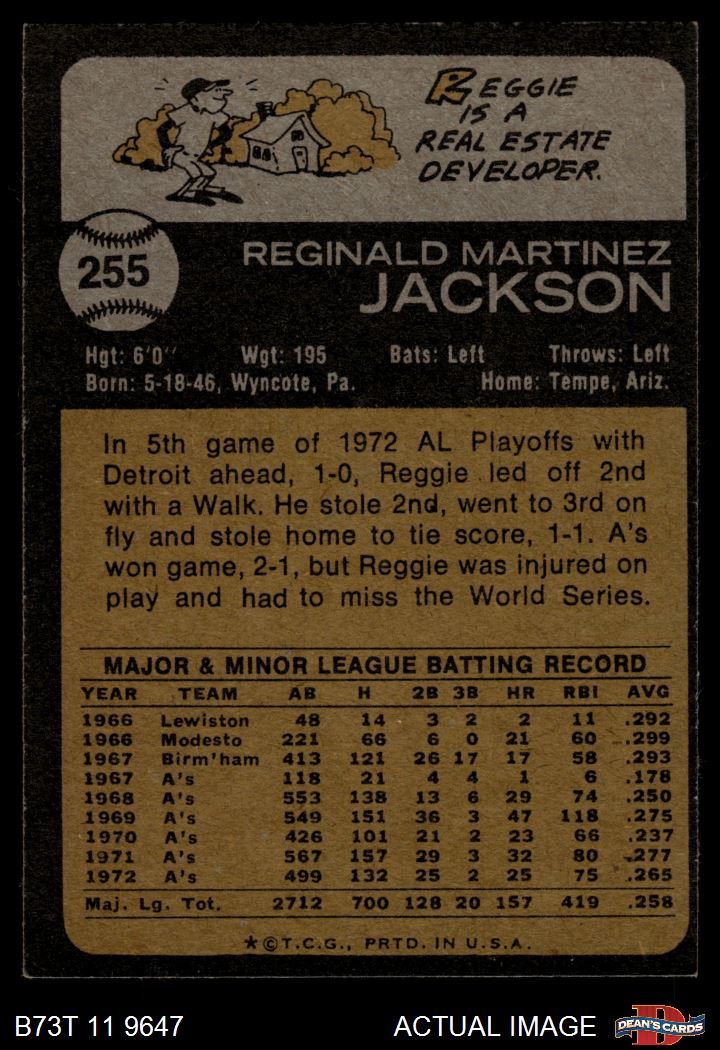 REGGIE
IS A
REAL ESTATE
DEVELOPER.
255
REGINALD MARTINEZ
JACKSON
Hgt: 6'0" Wgt: 195 Bats: Left Throws: Left
Born: 5-18-46, Wyncote, Pa. Home: Tempe, Ariz.
In 5th game of 1972 AL Playoffs with
Detroit ahead, 1-0, Reggie led off 2nd
with a Walk. He stole 2nd, went to 3rd on
fly and stole home to tie score, 1-1. A's
won game, 2-1, but Reggie was injured on
play and had to miss the World Series.
MAJOR & MINOR LEAGUE BATTING RECORD
YEAR TEAM AB H 2B 3B HR RBI AVG
1966 Lewiston 48 14 3 2 2 11 .292
1966 Modesto 221 66 6 0 21 60 .299
1967 Birm'ham 413 121 26 17 17 58 .293
1967 A's 118 21 4 4 1 6 .178
1968 A's 553 138 13 6 29 74 .250
1969 A's 549 151 36 3 47 118 .275
1970 A's 426 101 21 2 23 66 .237
1971 A's 567 157 29 3 32 80 .277
1972 A's 499 132 25 2 25 75 .265
Maj. Lg. Tot. 2712 700 128 20 157 419 .258
★©T.C.G., PRTD. IN U.S.A.
B73T 11 9647 ACTUAL IMAGE DEAN'S CARDS